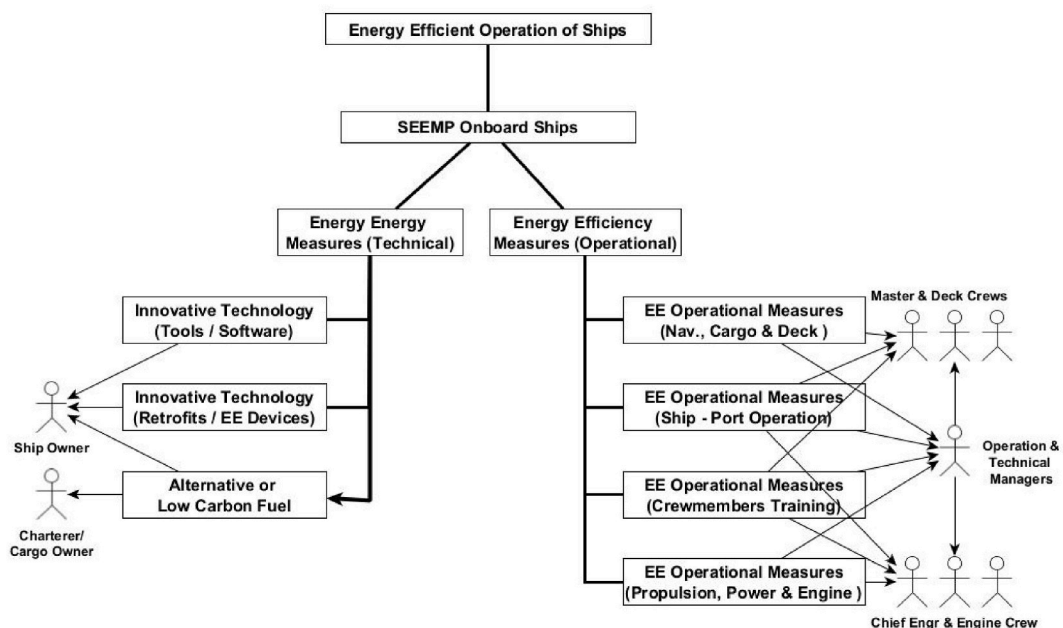 Energy Efficient Operation of Ships
SEEMP Onboard Ships
Energy Energy
Measures (Technical)
Energy Efficiency
Measures (Operational)
Innovative Technology
(Tools / Software)
Innovative Technology
(Retrofits / EE Devices)
Alternative or
Low Carbon Fuel
Ship Owner
Charterer/
Cargo Owner
EE Operational Measures
(Nav., Cargo & Deck )
EE Operational Measures
(Ship - Port Operation)
EE Operational Measures
(Crewmembers Training)
EE Operational Measures
(Propulsion, Power & Engine )
Master & Deck Crews
Operation &
Technical
Managers
Chief Engr & Engine Crew